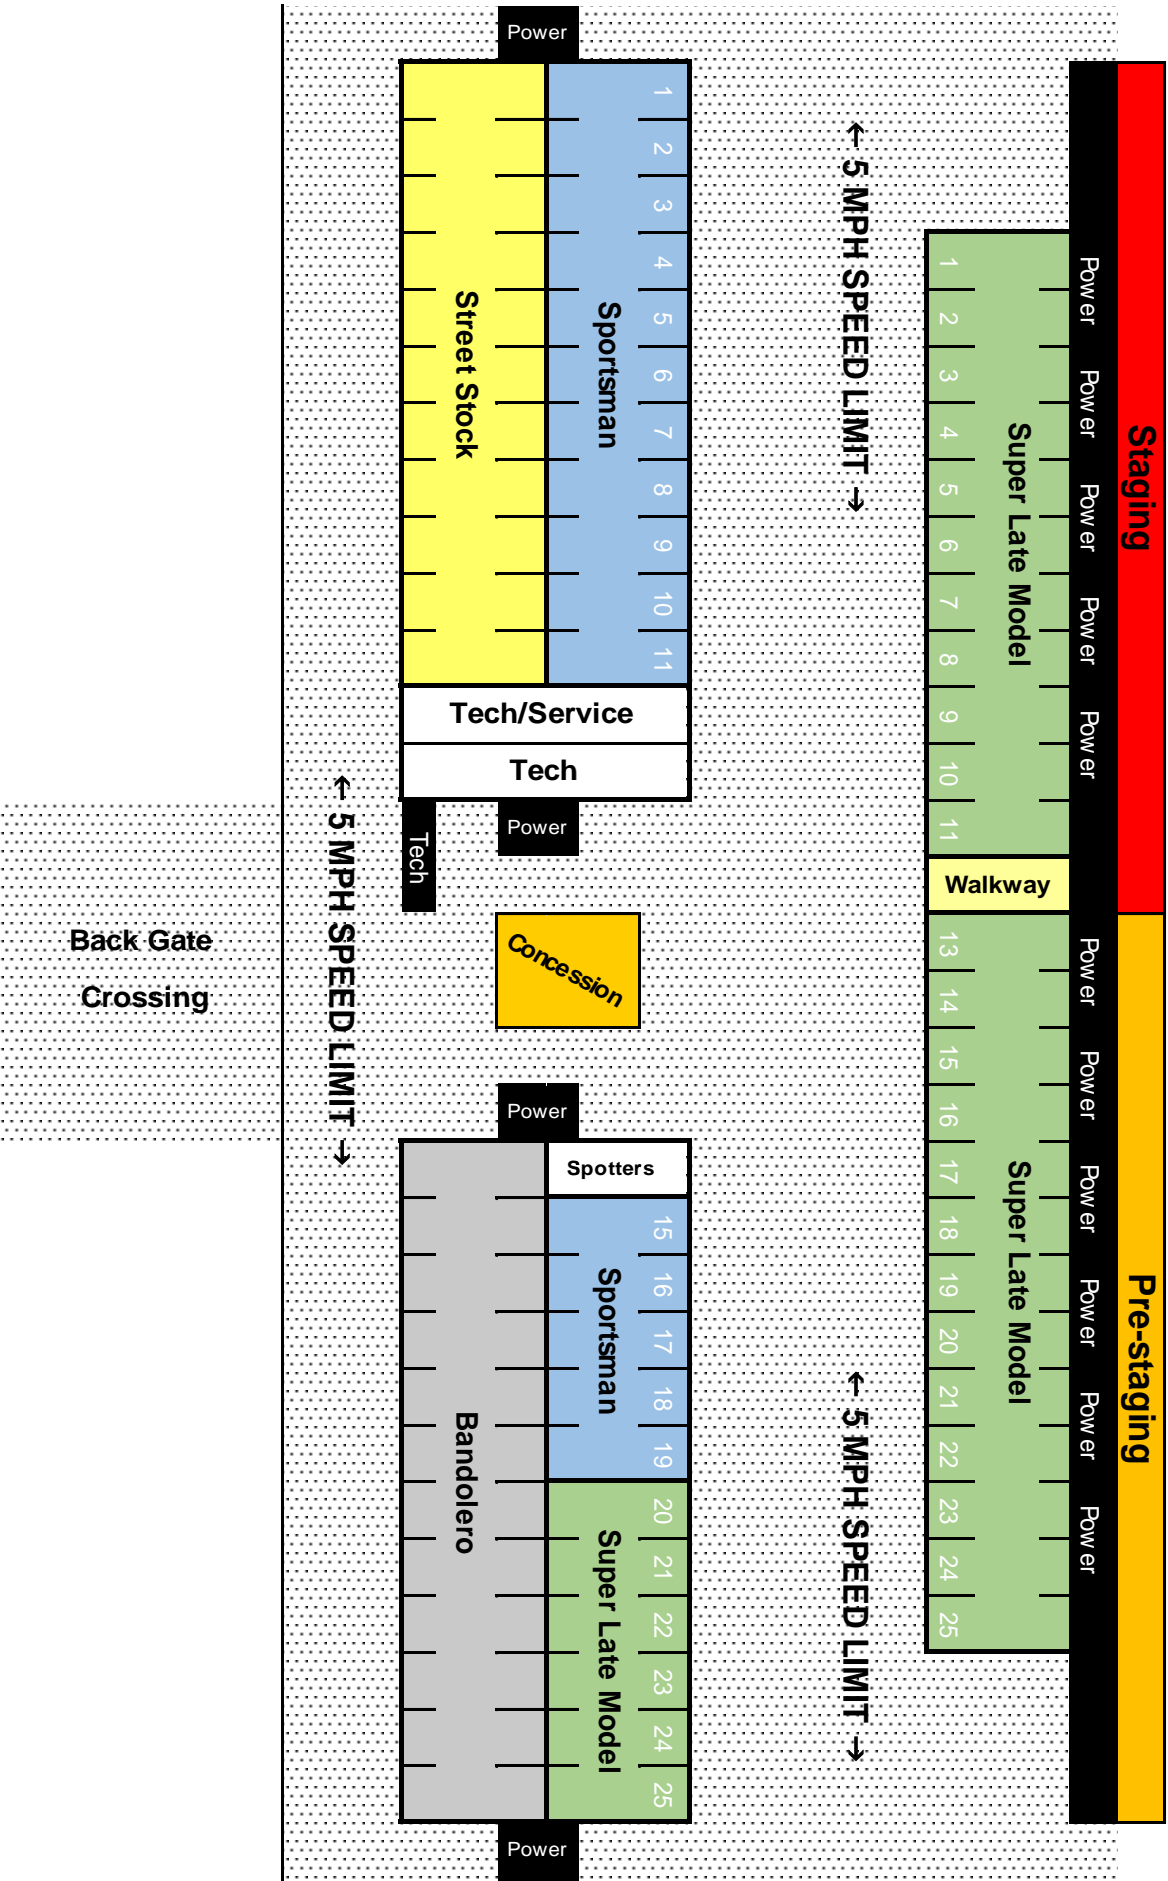 Power
1
2
3
4
5
6
7
8
9
10
11
Sportsman
Street Stock
Tech/Service
Tech
Power
Tech
Concession
← 5 MPH SPEED LIMIT →
Back Gate
Crossing
← 5 MPH SPEED LIMIT →
Power
Spotters
15
16
17
18
19
Sportsman
20
21
22
23
24
25
Super Late Model
Bandolero
Power
← 5 MPH SPEED LIMIT →
1
2
3
4
5
6
7
8
9
10
11
Super Late Model
Power
Power
Power
Power
Power
Staging
Walkway
13
14
15
16
17
18
19
20
21
22
23
24
25
Super Late Model
Power
Power
Power
Power
Power
Power
Pre-staging